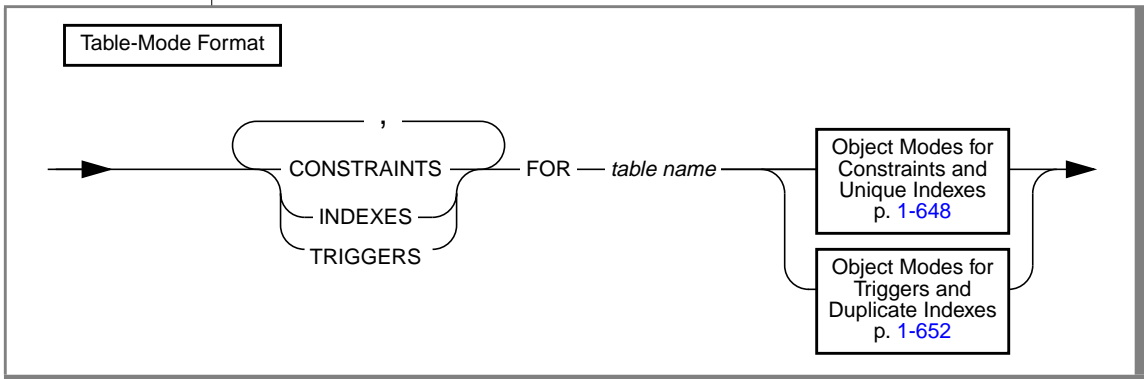 Table-Mode Format
,
CONSTRAINTS
INDEXES
TRIGGERS
FOR
table name
Object Modes for
Constraints and
Unique Indexes
p. 1-648
Object Modes for
Triggers and
Duplicate Indexes
p. 1-652